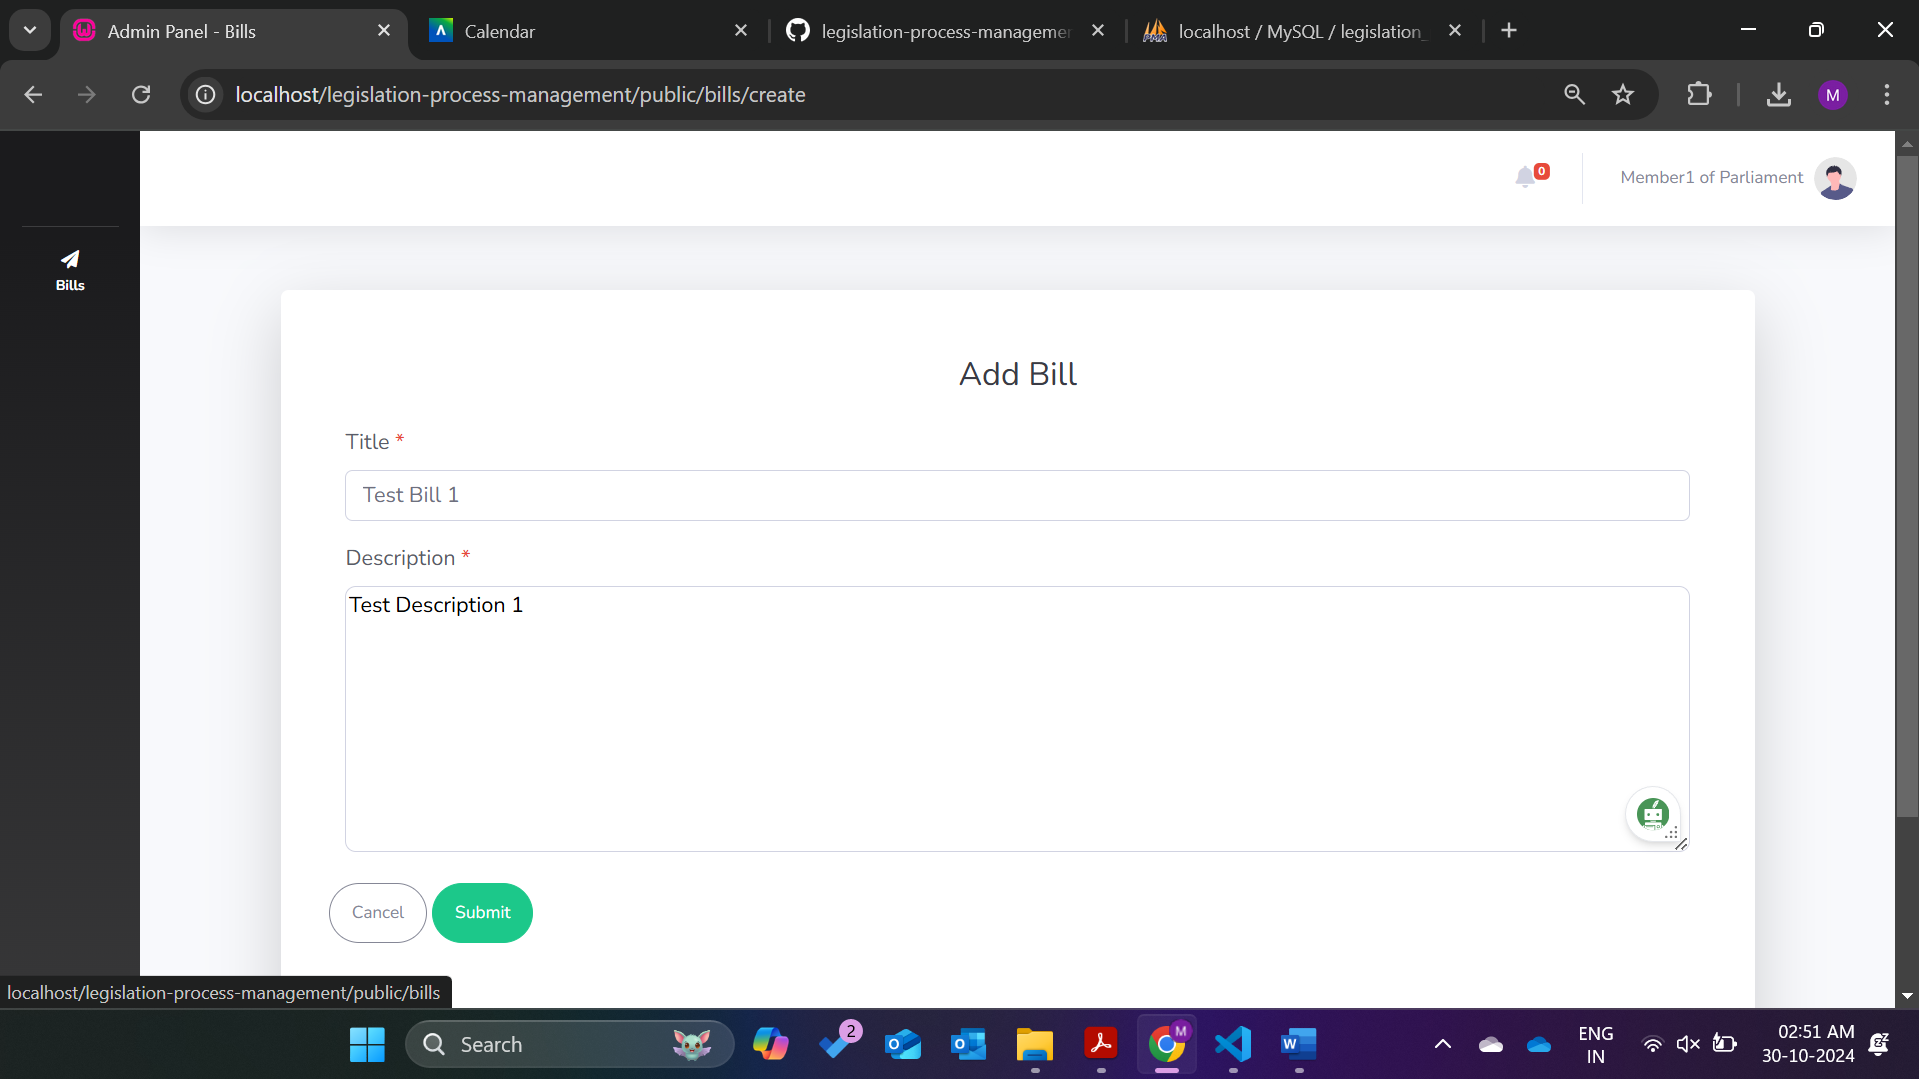 Admin Panel - Bills
Calendar
legislation-process-managemen
localhost / MySQL / legislation_
localhost/legislation-process-management/public/bills/create
M
0
Member1 of Parliament
Bills
Add Bill
Title *
Test Bill 1
Description *
Test Description 1
Cancel
Submit
localhost/legislation-process-management/public/bills
Search
2
M
ENG
IN
02:51 AM
30-10-2024